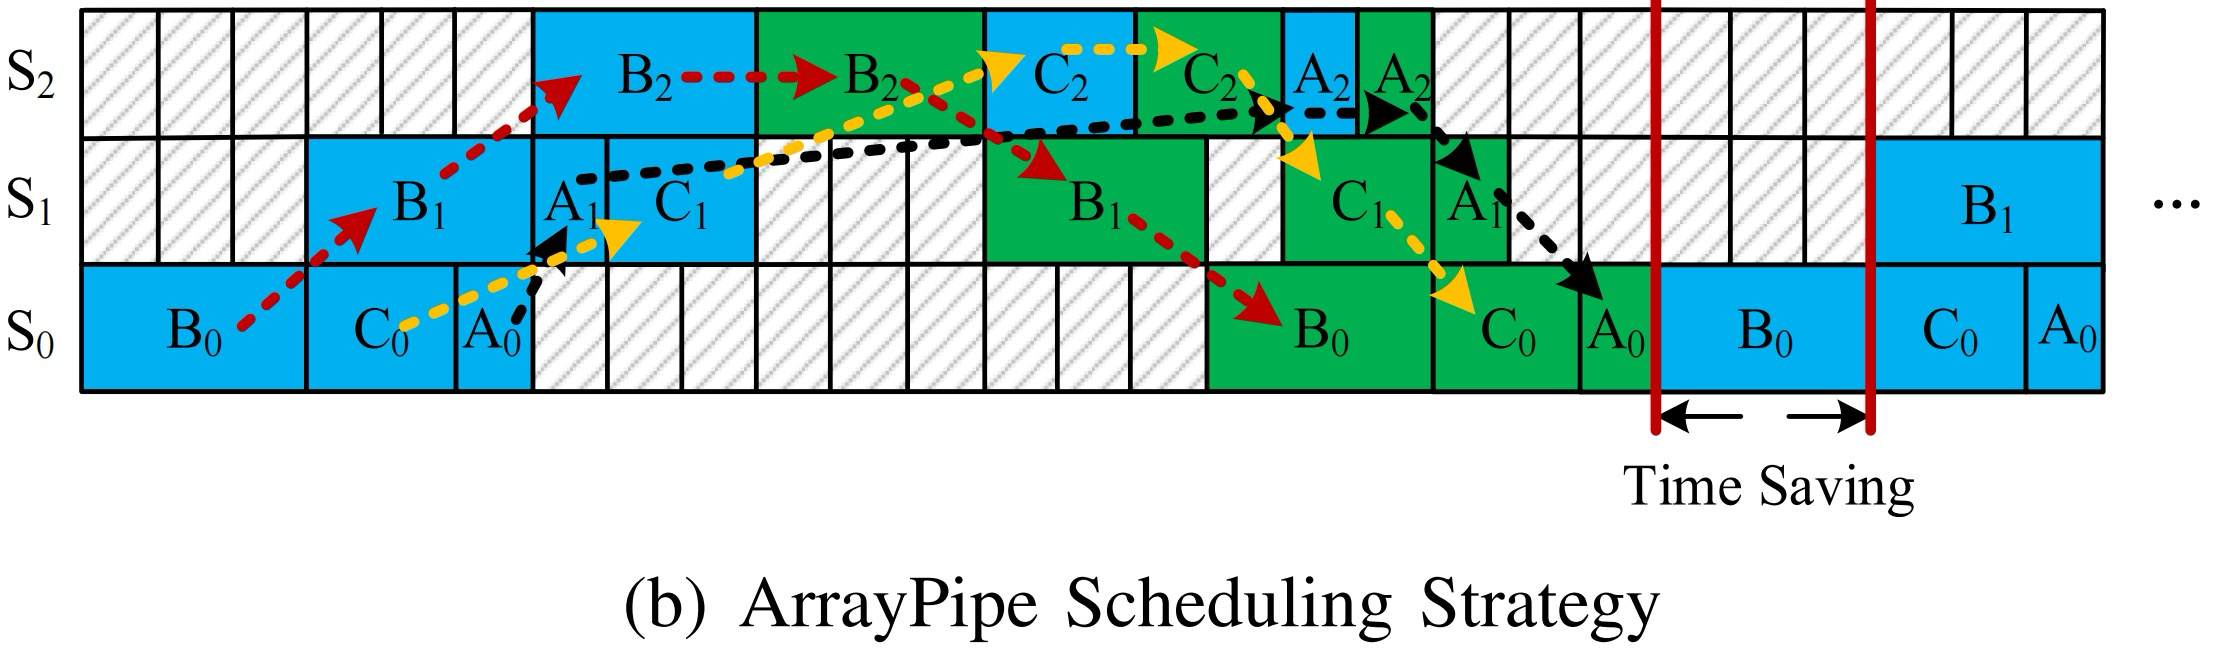 S2 B2 B2 C2 C2 A2 A2
S1 B1 A1 C1 B1 C1 A1 B1 ...
S0 B0 C0 A0 B0 C0 A0 B0 C0 A0
Time Saving
(b) ArrayPipe Scheduling Strategy